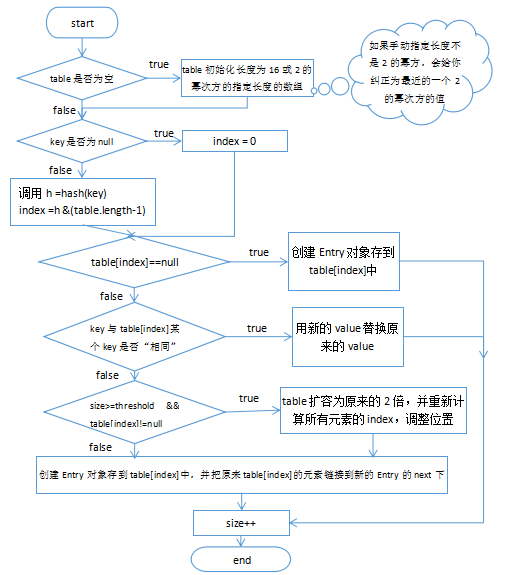 start
table 是否为空
true
table 初始化长度为 16 或 2 的
幂次方的指定长度的数组
如果手动指定长度不
是 2 的幂方，会给你
纠正为最近的一个 2
的幂次方的值
false
key 是否为 null
true
index = 0
false
调用 h =hash(key)
index =h &(table.length-1)
table[index]==null
true
创建 Entry 对象存到
table[index]中
false
key 与 table[index]某
个 key 是否“相同”
true
用新的 value 替换原
来的 value
false
size>=threshold &&
table[index]!=null
true
table 扩容为原来的 2 倍，并重新计
算所有元素的 index，调整位置
false
创建 Entry 对象存到 table[index]中，并把原来 table[index]的元素链接到新的 Entry 的 next 下
size++
end